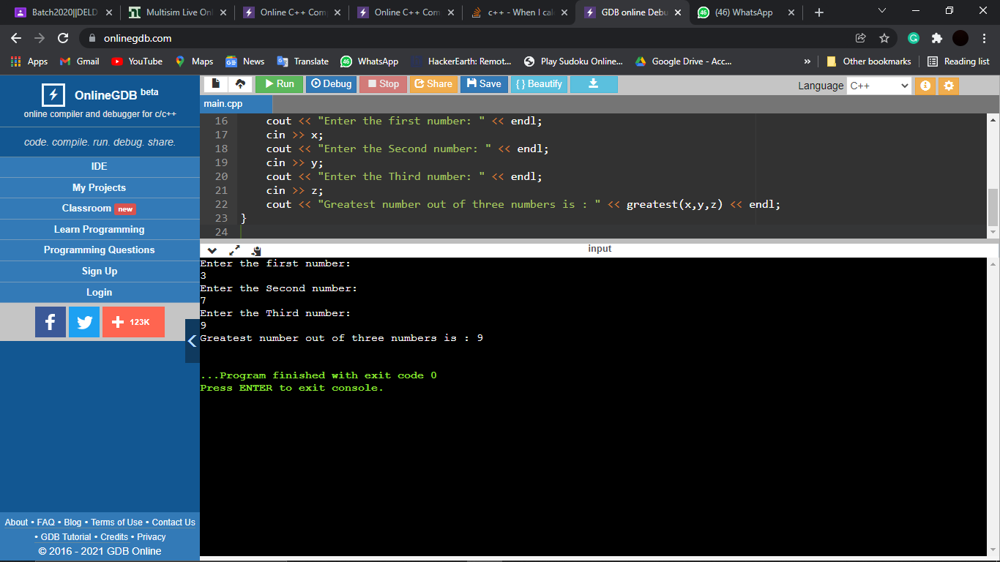 Batch2020||DELD
Multisim Live Onl
Online C++ Com
Online C++ Com
c++ - When I cal
GDB online Debu
(46) WhatsApp
onlinegdb.com
Apps Gmail YouTube Maps News Translate WhatsApp HackerEarth: Remot... Play Sudoku Online... Google Drive - Acc... » Other bookmarks Reading list
OnlineGDB beta
online compiler and debugger for c/c++
code. compile. run. debug. share.
IDE
My Projects
Classroom new
Learn Programming
Programming Questions
Sign Up
Login
123K
About • FAQ • Blog • Terms of Use • Contact Us
• GDB Tutorial • Credits • Privacy
© 2016 - 2021 GDB Online
Run Debug Stop Share Save { } Beautify
Language C++
main.cpp
16 cout << "Enter the first number: " << endl;
17 cin >> x;
18 cout << "Enter the Second number: " << endl;
19 cin >> y;
20 cout << "Enter the Third number: " << endl;
21 cin >> z;
22 cout << "Greatest number out of three numbers is : " << greatest(x,y,z) << endl;
23 }
24
input
Enter the first number:
3
Enter the Second number:
7
Enter the Third number:
9
Greatest number out of three numbers is : 9
...Program finished with exit code 0
Press ENTER to exit console.